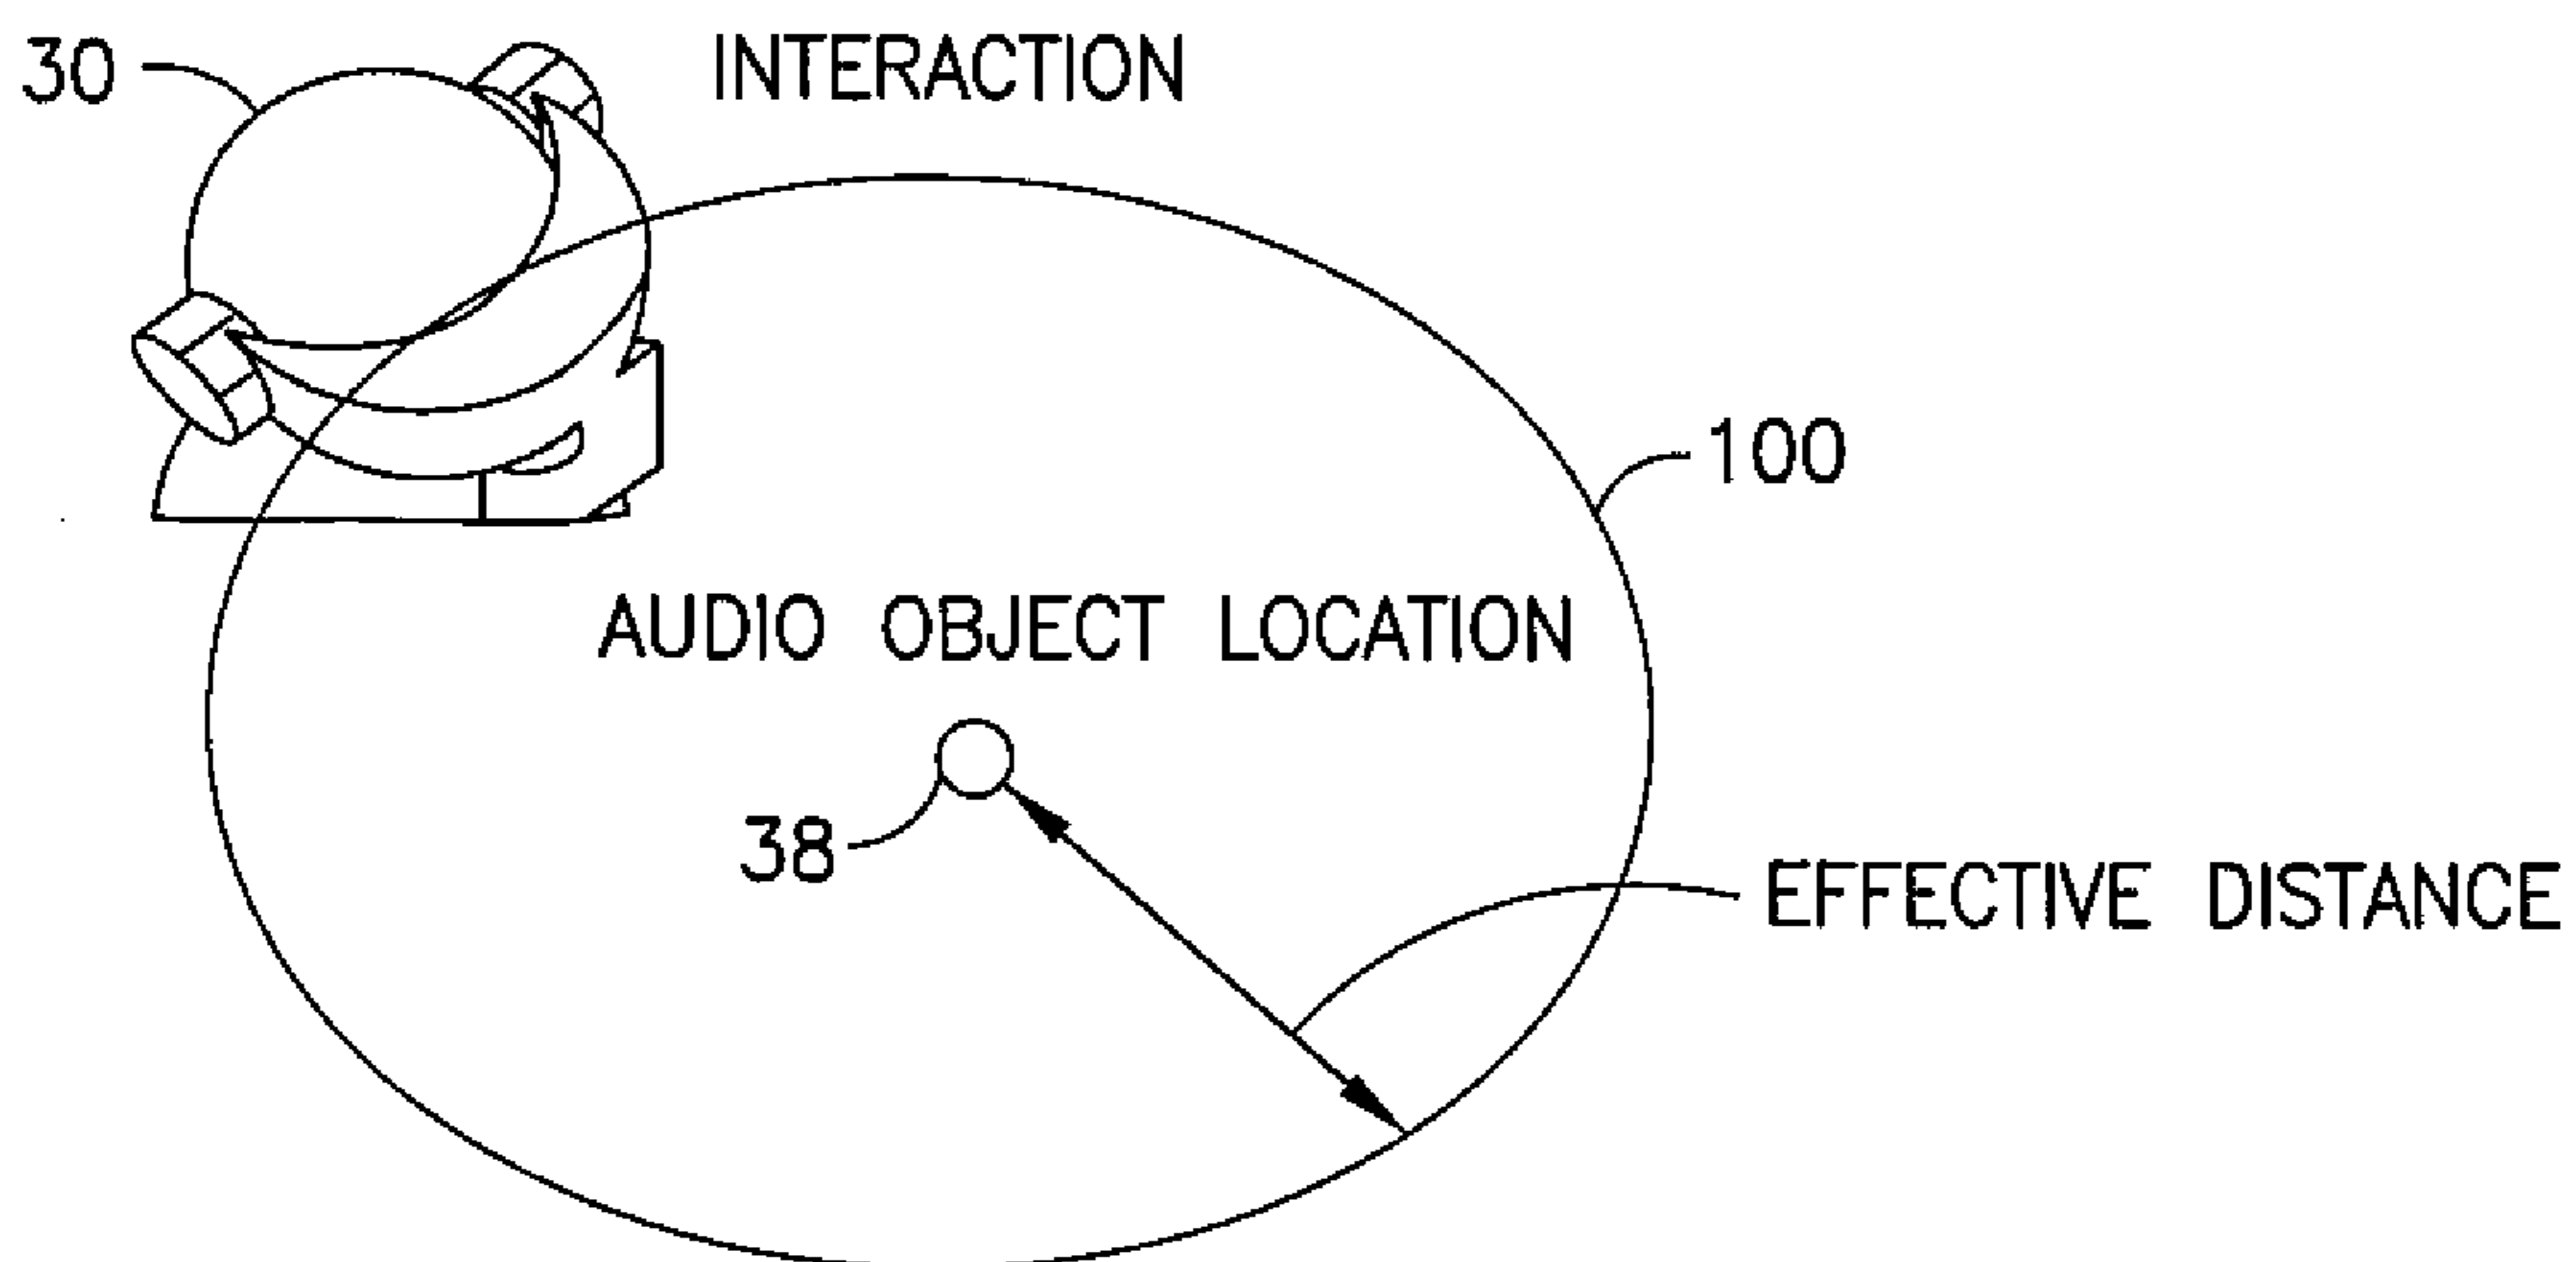 30
INTERACTION
100
AUDIO OBJECT LOCATION
38
EFFECTIVE DISTANCE